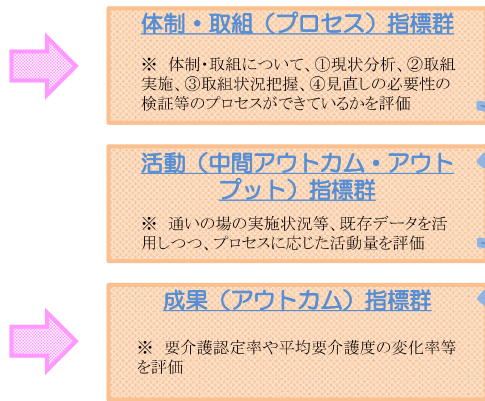 体制・取組（プロセス）指標群
※　体制・取組について、①現状分析、②取組
実施、③取組状況把握、④見直しの必要性の
検証等のプロセスができているかを評価
活動（中間アウトカム・アウト
プット）指標群
※　通いの場の実施状況等、既存データを活
用しつつ、プロセスに応じた活動量を評価
成果（アウトカム）指標群
※　要介護認定率や平均要介護度の変化率等
を評価